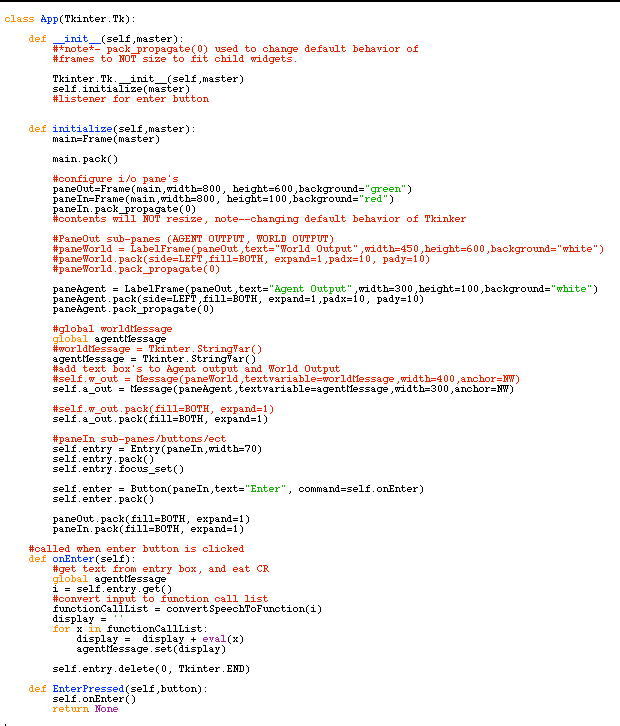 class App(Tkinter.Tk):
def __init__(self,master):
#*note*- pack_propagate(0) used to change default behavior of
#frames to NOT size to fit child widgets.
Tkinter.Tk.__init__(self,master)
self.initialize(master)
#listener for enter button
def initialize(self,master):
main=Frame(master)
main.pack()
#configure i/o pane's
paneOut=Frame(main,width=800, height=600,background="green")
paneIn=Frame(main,width=800, height=100,background="red")
paneIn.pack_propagate(0)
#contents will NOT resize, note--changing default behavior of Tkinker
#PaneOut sub-panes (AGENT OUTPUT, WORLD OUTPUT)
#paneWorld = LabelFrame(paneOut,text="World Output",width=450,height=600,background="white")
#paneWorld.pack(side=LEFT,fill=BOTH, expand=1,padx=10, pady=10)
#paneWorld.pack_propagate(0)
paneAgent = LabelFrame(paneOut,text="Agent Output",width=300,height=100,background="white")
paneAgent.pack(side=LEFT,fill=BOTH, expand=1,padx=10, pady=10)
paneAgent.pack_propagate(0)
#global worldMessage
global agentMessage
#worldMessage = Tkinter.StringVar()
agentMessage = Tkinter.StringVar()
#add text box's to Agent output and World Output
#self.w_out = Message(paneWorld,textvariable=worldMessage,width=400,anchor=NW)
self.a_out = Message(paneAgent,textvariable=agentMessage,width=300,anchor=NW)
#self.w_out.pack(fill=BOTH, expand=1)
self.a_out.pack(fill=BOTH, expand=1)
#paneIn sub-panes/buttons/ect
self.entry = Entry(paneIn,width=70)
self.entry.pack()
self.entry.focus_set()
self.enter = Button(paneIn,text="Enter", command=self.onEnter)
self.enter.pack()
paneOut.pack(fill=BOTH, expand=1)
paneIn.pack(fill=BOTH, expand=1)
#called when enter button is clicked
def onEnter(self):
#get text from entry box, and eat CR
global agentMessage
i = self.entry.get()
#convert input to function call list
functionCallList = convertSpeechToFunction(i)
display = ''
for x in functionCallList:
display =  display + eval(x)
agentMessage.set(display)
self.entry.delete(0, Tkinter.END)
def EnterPressed(self,button):
self.onEnter()
return None